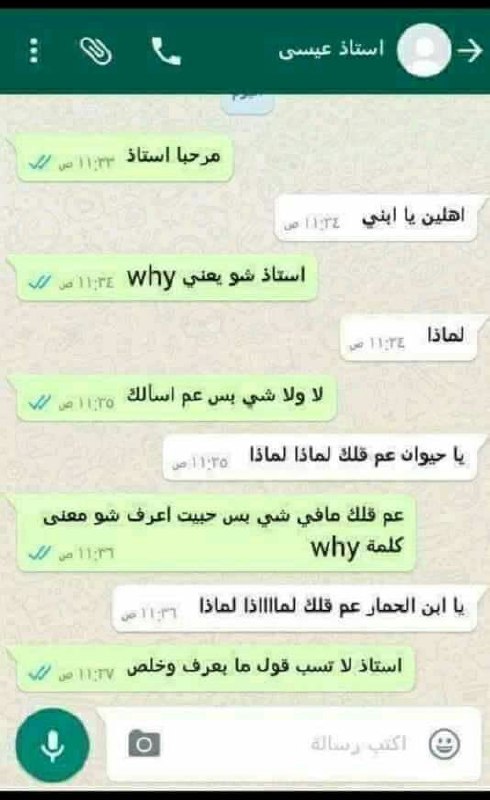 استاذ عيسى
اليوم
مرحبا استاذ ١١:٣٣ ص
اهلين يا ابني ١١:٣٤ ص
استاذ شو يعني why ١١:٣٤ ص
لماذا ١١:٣٤ ص
لا ولا شي بس عم اسألك ١١:٣٥ ص
يا حيوان عم قلك لماذا لماذا ١١:٣٥ ص
عم قلك مافي شي بس حبيت اعرف شو معنى
كلمة why ١١:٣٦ ص
يا ابن الحمار عم قلك لمااااذا لماذا ١١:٣٦ ص
استاذ لا تسب قول ما بعرف وخلص ١١:٣٧ ص
اكتب رسالة